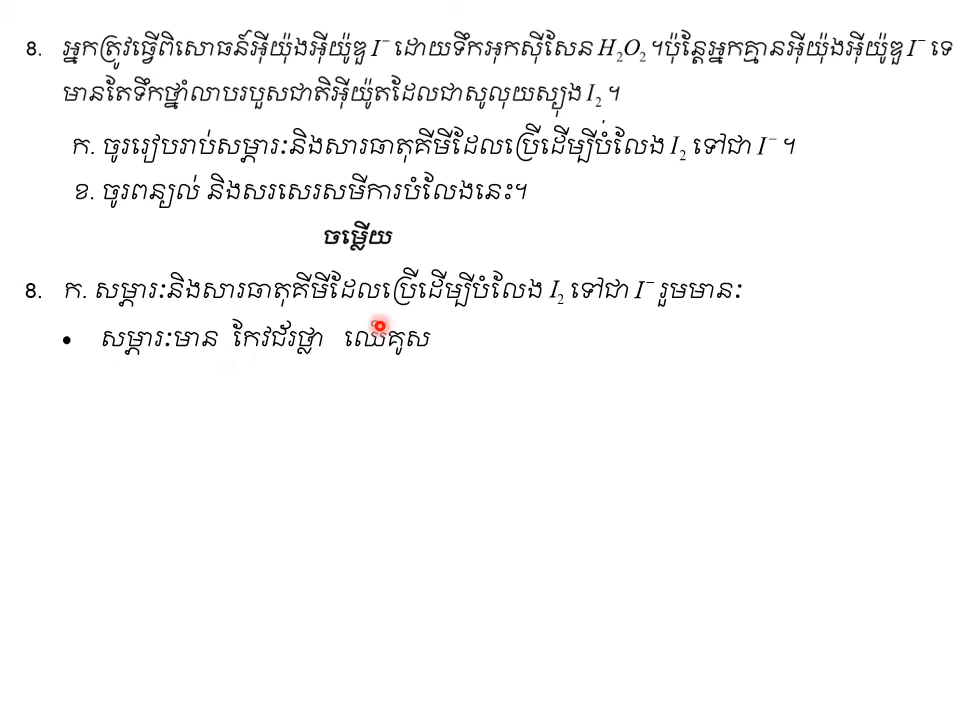 8. អ្នកត្រូវធ្វើពិសោធន៍អ៊ីយ៉ុងអ៊ីយ៉ូឌួ I⁻ ដោយទឹកអុកស៊ីសែន H₂O₂ ។ប៉ុន្តែអ្នកគ្មានអ៊ីយ៉ុងអ៊ីយ៉ូឌួ I⁻ ទេ
មានតែទឹកថ្នាំលាបរបួសជាតិអ៊ីយ៉ូតដែលជាសូលុយស្យុង I₂ ។
ក. ចូររៀបរាប់សម្ភារៈនិងសារធាតុគីមីដែលប្រើដើម្បីបំលែង I₂ ទៅជា I⁻ ។
ខ. ចូរពន្យល់ និងសរសេរសមីការបំលែងនេះ។
ចម្លើយ
8. ក. សម្ភារៈនិងសារធាតុគីមីដែលប្រើដើម្បីបំលែង I₂ ទៅជា I⁻ រួមមានៈ
• សម្ភារៈមាន កែវជ័រថ្លា ឈើគូស